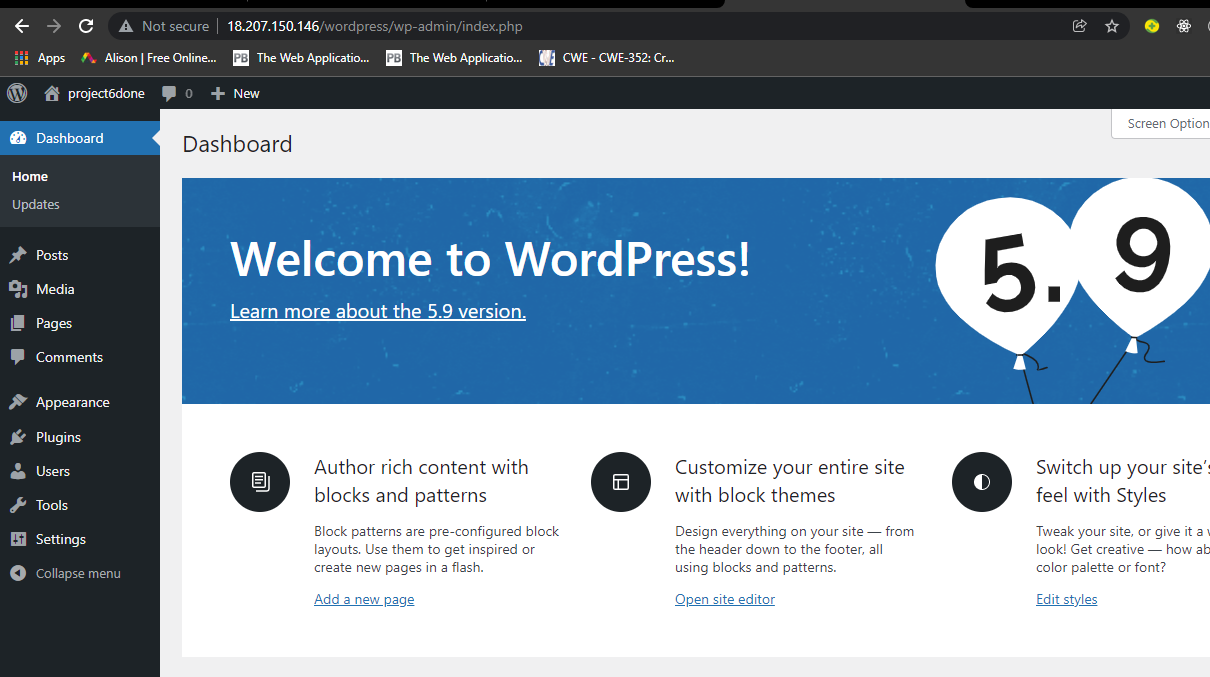 Not secure 18.207.150.146/wordpress/wp-admin/index.php
Apps Alison | Free Online... PB The Web Applicatio... PB The Web Applicatio... CWE - CWE-352: Cr...
project6done 0 New
Dashboard
Home
Updates
Posts
Media
Pages
Comments
Appearance
Plugins
Users
Tools
Settings
Collapse menu
Screen Option
Dashboard
Welcome to WordPress!
Learn more about the 5.9 version.
5.9
Author rich content with
blocks and patterns
Block patterns are pre-configured block
layouts. Use them to get inspired or
create new pages in a flash.
Add a new page
Customize your entire site
with block themes
Design everything on your site — from
the header down to the footer, all
using blocks and patterns.
Open site editor
Switch up your site's
feel with Styles
Tweak your site, or give it a
look! Get creative — how ab
color palette or font?
Edit styles